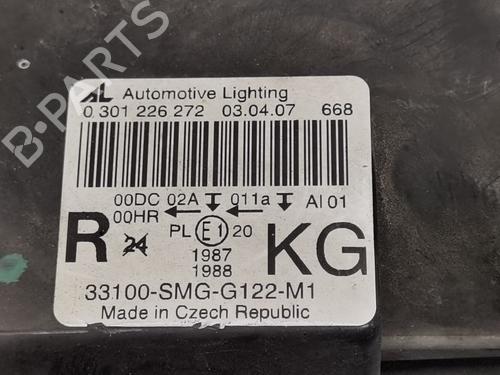 B-PARTS
AL Automotive Lighting
0 301 226 272 03.04.07 668
00DC 02A 011a AI 01
00HR
R 24 PL E1 20 KG
1987
1988
33100-SMG-G122-M1
Made in Czech Republic